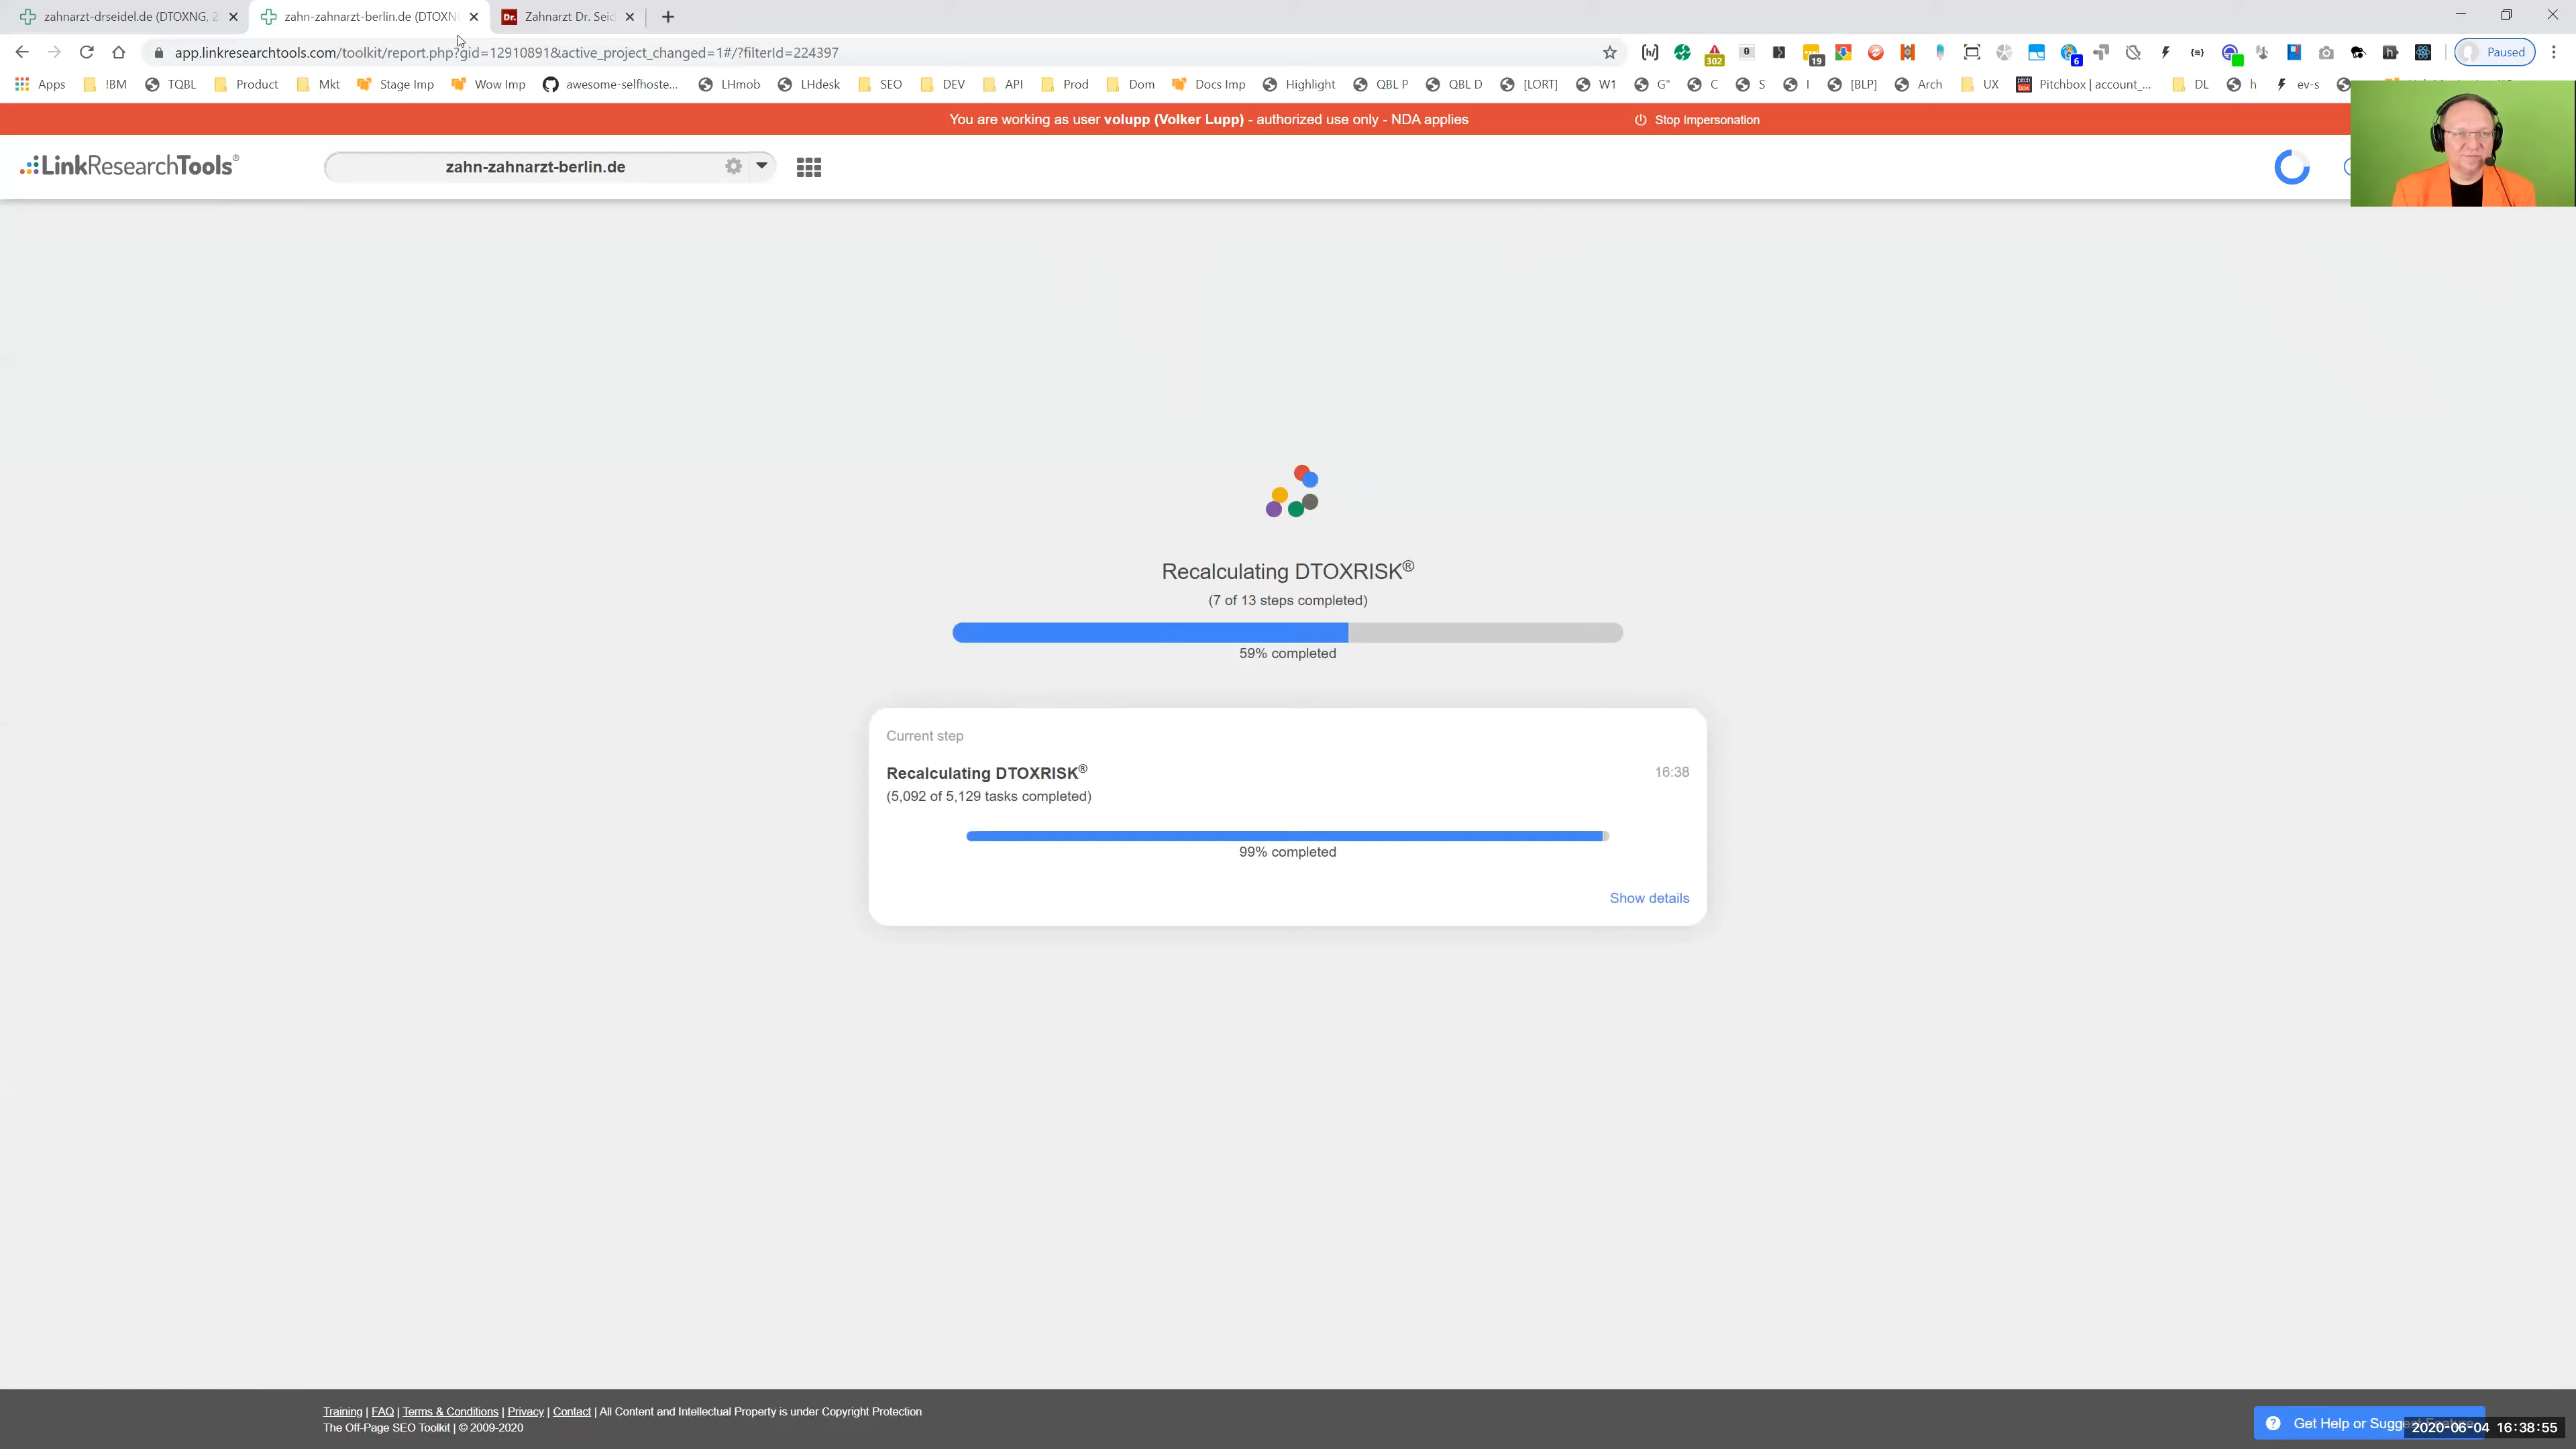 zahnarzt-drseidel.de (DTOXNG, 2
zahn-zahnarzt-berlin.de (DTOXN
Dr. Zahnarzt Dr. Seid
app.linkresearchtools.com/toolkit/report.php?gid=12910891&active_project_changed=1#/?filterId=224397
302
19
6
Paused
Apps !BM TQBL Product Mkt Stage Imp Wow Imp awesome-selfhoste... LHmob LHdesk SEO DEV API Prod Dom Docs Imp Highlight QBL P QBL D [LORT] W1 G" C S I [BLP] Arch UX Pitchbox | account_... DL h ev-s
You are working as user volupp (Volker Lupp) - authorized use only - NDA applies
Stop Impersonation
LinkResearchTools®
zahn-zahnarzt-berlin.de
Recalculating DTOXRISK®
(7 of 13 steps completed)
59% completed
Current step
Recalculating DTOXRISK®
16:38
(5,092 of 5,129 tasks completed)
99% completed
Show details
Training | FAQ | Terms & Conditions | Privacy | Contact | All Content and Intellectual Property is under Copyright Protection
The Off-Page SEO Toolkit | © 2009-2020
Get Help or Sugge
2020-06-04 16:38:55